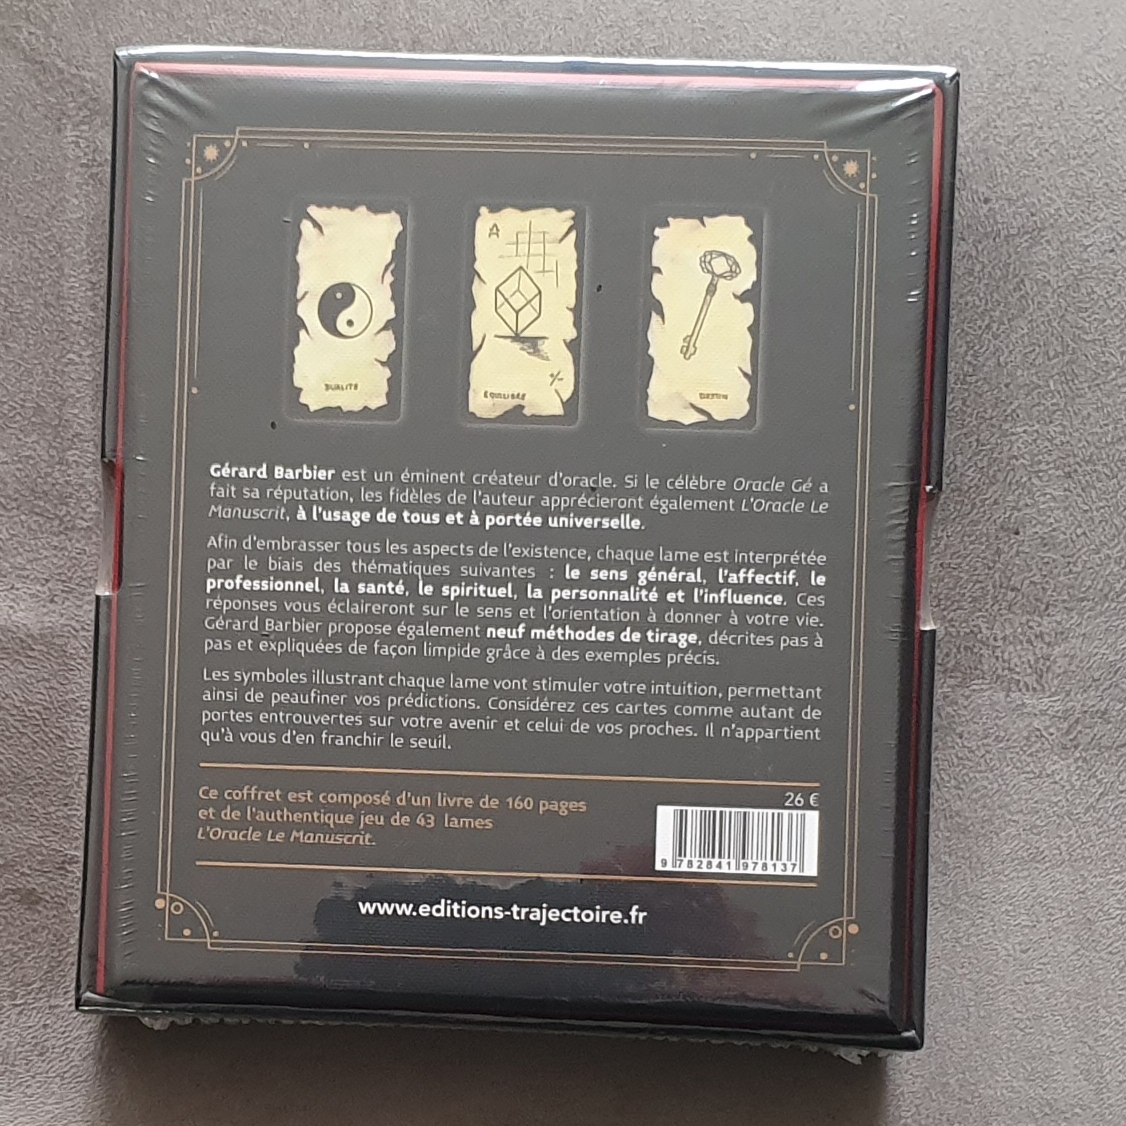 A
DUALITÉ
ÉQUILIBRE
+/-
DESTIN
Gérard Barbier est un éminent créateur d'oracle. Si le célèbre Oracle Gé a
fait sa réputation, les fidèles de l'auteur apprécieront également L'Oracle Le
Manuscrit, à l'usage de tous et à portée universelle.
Afin d'embrasser tous les aspects de l'existence, chaque lame est interprétée
par le biais des thématiques suivantes : le sens général, l'affectif, le
professionnel, la santé, le spirituel, la personnalité et l'influence. Ces
réponses vous éclaireront sur le sens et l'orientation à donner à votre vie.
Gérard Barbier propose également neuf méthodes de tirage, décrites pas à
pas et expliquées de façon limpide grâce à des exemples précis.
Les symboles illustrant chaque lame vont stimuler votre intuition, permettant
ainsi de peaufiner vos prédictions. Considérez ces cartes comme autant de
portes entrouvertes sur votre avenir et celui de vos proches. Il n'appartient
qu'à vous d'en franchir le seuil.
Ce coffret est composé d'un livre de 160 pages
et de l'authentique jeu de 43 lames
L'Oracle Le Manuscrit.
26 €
9 782841 978137
www.editions-trajectoire.fr